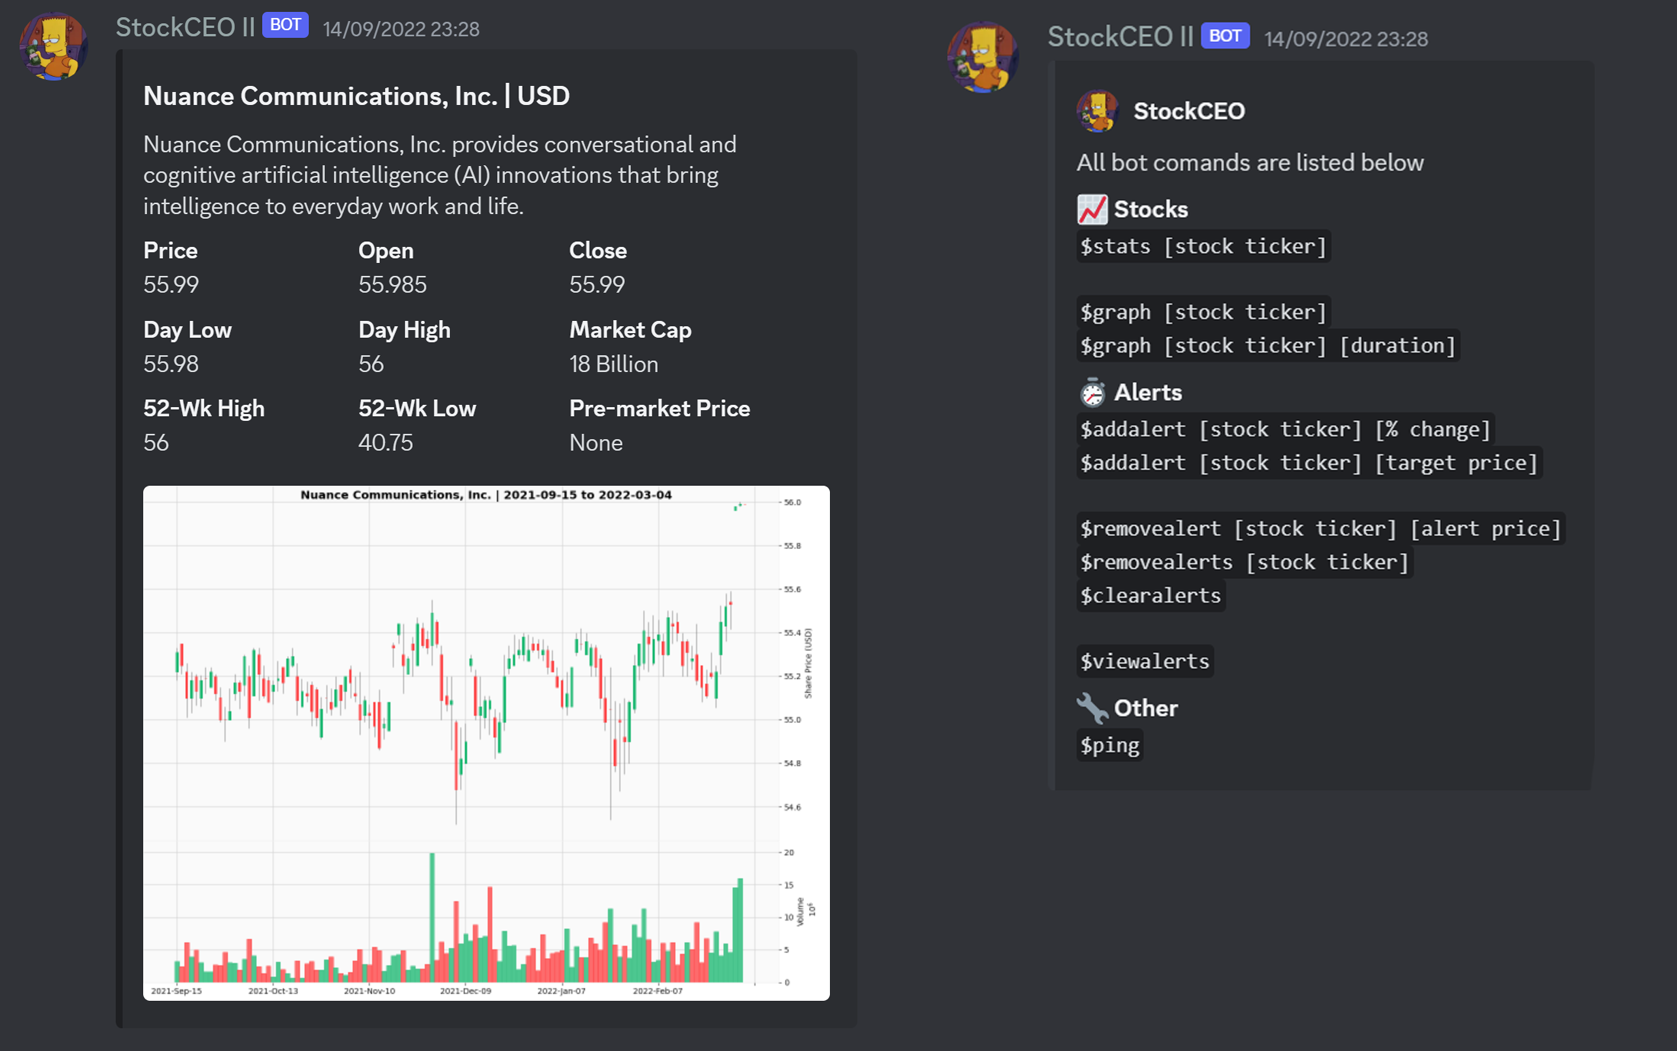 StockCEO II BOT 14/09/2022 23:28
Nuance Communications, Inc. | USD
Nuance Communications, Inc. provides conversational and
cognitive artificial intelligence (AI) innovations that bring
intelligence to everyday work and life.
Price Open Close
55.99 55.985 55.99
Day Low Day High Market Cap
55.98 56 18 Billion
52-Wk High 52-Wk Low Pre-market Price
56 40.75 None
Nuance Communications, Inc. | 2021-09-15 to 2022-03-04
56.0
55.8
55.6
55.4
55.2
55.0
54.8
54.6
Share Price (USD)
20
15
10
5
0
Volume
10^6
2021-Sep-15 2021-Oct-13 2021-Nov-10 2021-Dec-09 2022-Jan-07 2022-Feb-07
StockCEO II BOT 14/09/2022 23:28
StockCEO
All bot comands are listed below
Stocks
$stats [stock ticker]
$graph [stock ticker]
$graph [stock ticker] [duration]
Alerts
$addalert [stock ticker] [% change]
$addalert [stock ticker] [target price]
$removealert [stock ticker] [alert price]
$removealerts [stock ticker]
$clearalerts
$viewalerts
Other
$ping